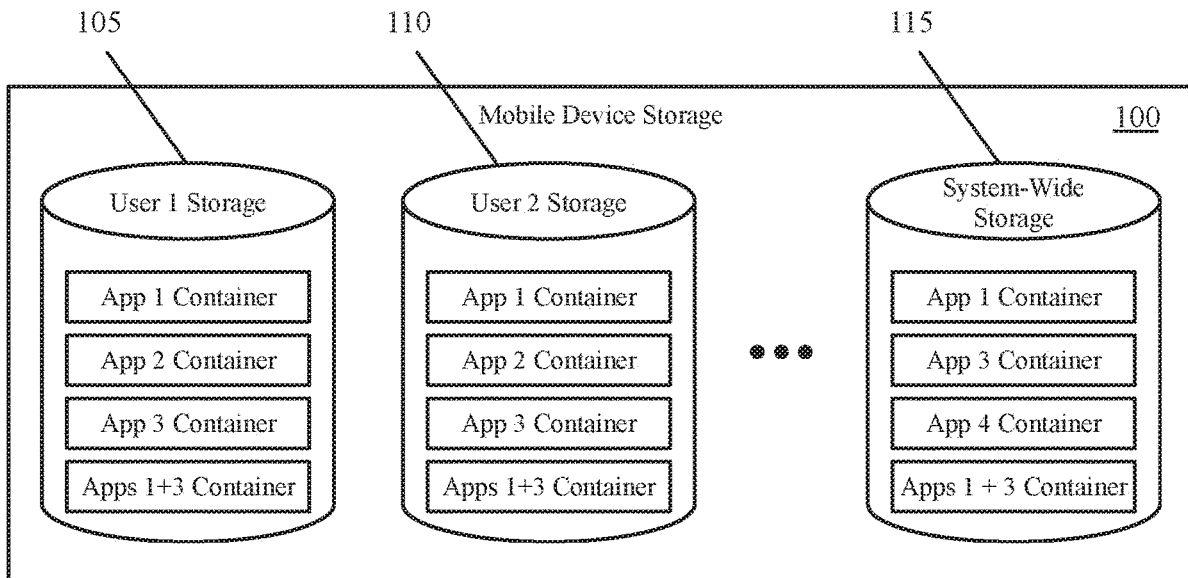 105
110
115
Mobile Device Storage
100
User 1 Storage
App 1 Container
App 2 Container
App 3 Container
Apps 1+3 Container
User 2 Storage
App 1 Container
App 2 Container
App 3 Container
Apps 1+3 Container
System-Wide
Storage
App 1 Container
App 3 Container
App 4 Container
Apps 1 + 3 Container